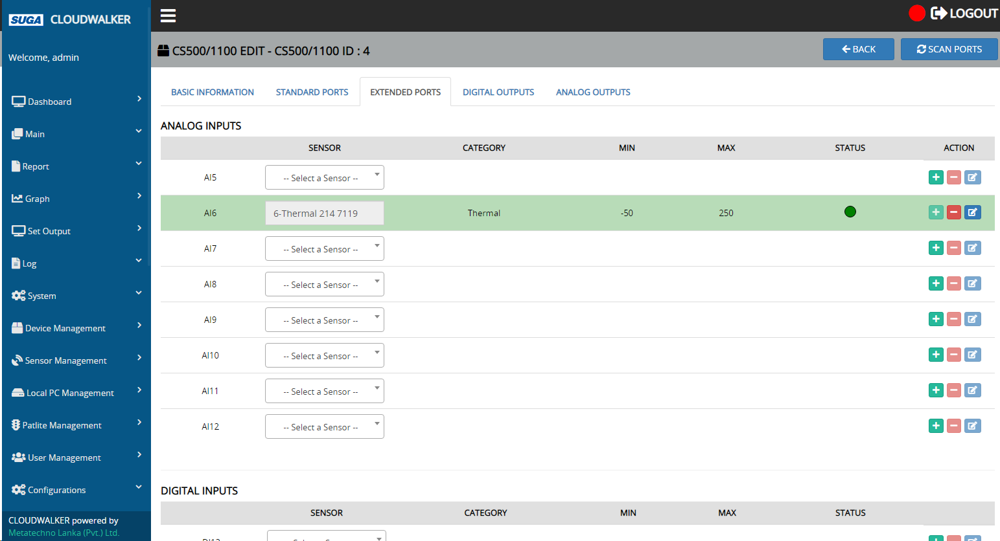 SUGA CLOUDWALKER
LOGOUT
Welcome, admin
CS500/1100 EDIT - CS500/1100 ID : 4
BACK
SCAN PORTS
BASIC INFORMATION
STANDARD PORTS
EXTENDED PORTS
DIGITAL OUTPUTS
ANALOG OUTPUTS
Dashboard
Main
Report
Graph
Set Output
Log
System
Device Management
Sensor Management
Local PC Management
Patlite Management
User Management
Configurations
CLOUDWALKER powered by
Metatechno Lanka (Pvt.) Ltd.
ANALOG INPUTS
SENSOR CATEGORY MIN MAX STATUS ACTION
AI5 -- Select a Sensor --
AI6 6-Thermal 214 7119 Thermal -50 250
AI7 -- Select a Sensor --
AI8 -- Select a Sensor --
AI9 -- Select a Sensor --
AI10 -- Select a Sensor --
AI11 -- Select a Sensor --
AI12 -- Select a Sensor --
DIGITAL INPUTS
SENSOR CATEGORY MIN MAX STATUS
-- Select a Sensor --